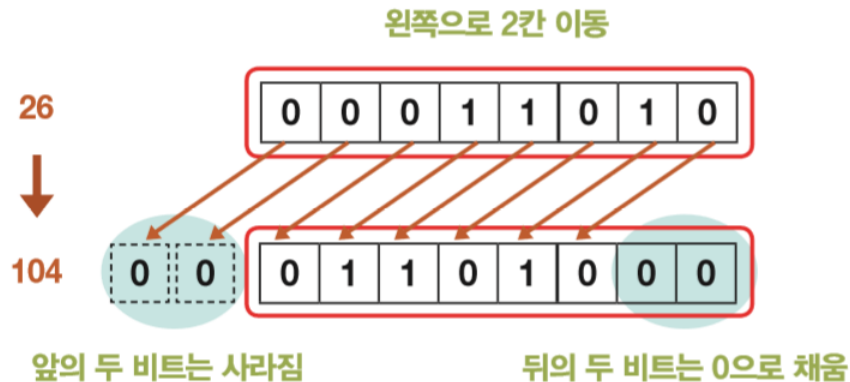 왼쪽으로 2칸 이동
26
0 0 0 1 1 0 1 0
104
0 0 0 1 1 0 1 0 0 0
앞의 두 비트는 사라짐
뒤의 두 비트는 0으로 채움